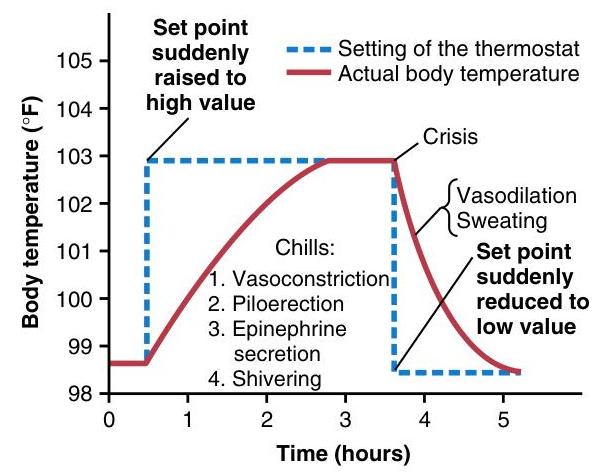 Set point
suddenly
raised to
high value
Setting of the thermostat
Actual body temperature
Crisis
Vasodilation
Sweating
Set point
suddenly
reduced to
low value
Chills:
1. Vasoconstriction
2. Piloerection
3. Epinephrine
secretion
4. Shivering
Body temperature (°F)
105
104
103
102
101
100
99
98
0 1 2 3 4 5
Time (hours)